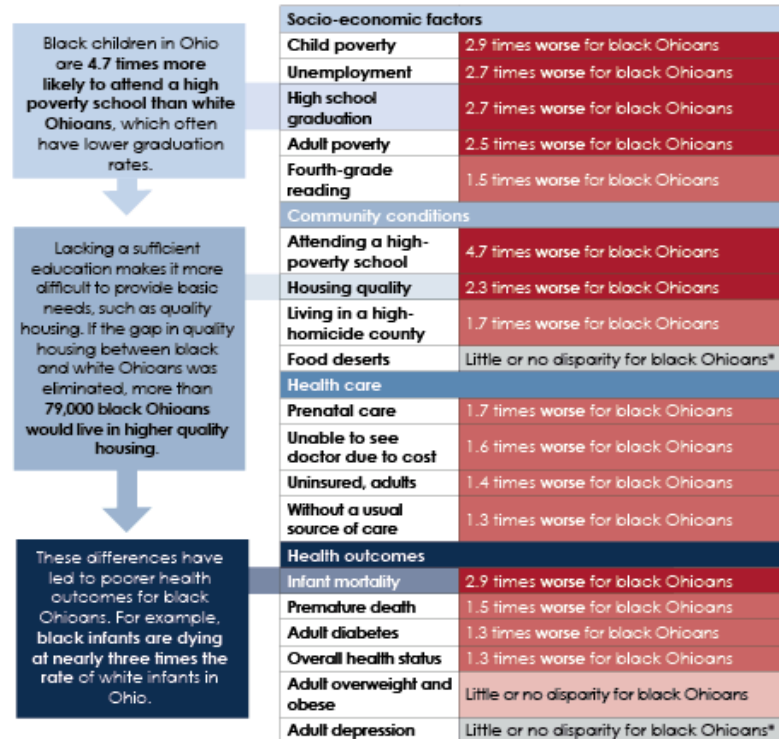 Black children in Ohio
are 4.7 times more
likely to attend a high
poverty school than white
Ohioans, which often
have lower graduation
rates.
Lacking a sufficient
education makes it more
difficult to provide basic
needs, such as quality
housing. If the gap in quality
housing between black
and white Ohioans was
eliminated, more than
79,000 black Ohioans
would live in higher quality
housing.
These differences have
led to poorer health
outcomes for black
Ohioans. For example,
black infants are dying
at nearly three times the
rate of white infants in
Ohio.
Socio-economic factors
Child poverty 2.9 times worse for black Ohioans
Unemployment 2.7 times worse for black Ohioans
High school
graduation 2.7 times worse for black Ohioans
Adult poverty 2.5 times worse for black Ohioans
Fourth-grade
reading 1.5 times worse for black Ohioans
Community conditions
Attending a high-
poverty school 4.7 times worse for black Ohioans
Housing quality 2.3 times worse for black Ohioans
Living in a high-
homicide county 1.7 times worse for black Ohioans
Food deserts Little or no disparity for black Ohioans*
Health care
Prenatal care 1.7 times worse for black Ohioans
Unable to see
doctor due to cost 1.6 times worse for black Ohioans
Uninsured, adults 1.4 times worse for black Ohioans
Without a usual
source of care 1.3 times worse for black Ohioans
Health outcomes
Infant mortality 2.9 times worse for black Ohioans
Premature death 1.5 times worse for black Ohioans
Adult diabetes 1.3 times worse for black Ohioans
Overall health status 1.3 times worse for black Ohioans
Adult overweight and
obese Little or no disparity for black Ohioans
Adult depression Little or no disparity for black Ohioans*